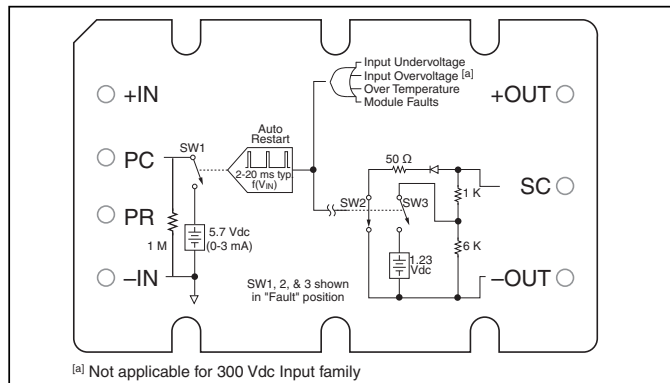 Input Undervoltage
Input Overvoltage [a]
Over Temperature
Module Faults
+IN
+OUT
PC
SW1
Auto
Restart
2-20 ms typ
f(VIN)
50 Ω
SC
1 K
PR
SW2
SW3
5.7 Vdc
(0-3 mA)
1 M
6 K
1.23
Vdc
–IN
–OUT
SW1, 2, & 3 shown
in "Fault" position
[a] Not applicable for 300 Vdc Input family